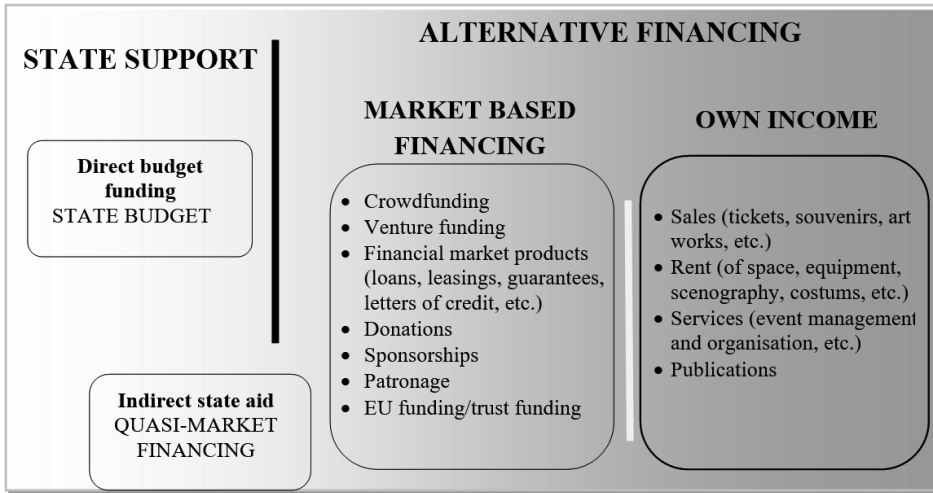 STATE SUPPORT
Direct budget
funding
STATE BUDGET
Indirect state aid
QUASI-MARKET
FINANCING
ALTERNATIVE FINANCING
MARKET BASED
FINANCING
• Crowdfunding
• Venture funding
• Financial market products
(loans, leasings, guarantees,
letters of credit, etc.)
• Donations
• Sponsorships
• Patronage
• EU funding/trust funding
OWN INCOME
• Sales (tickets, souvenirs, art
works, etc.)
• Rent (of space, equipment,
scenography, costums, etc.)
• Services (event management
and organisation, etc.)
• Publications